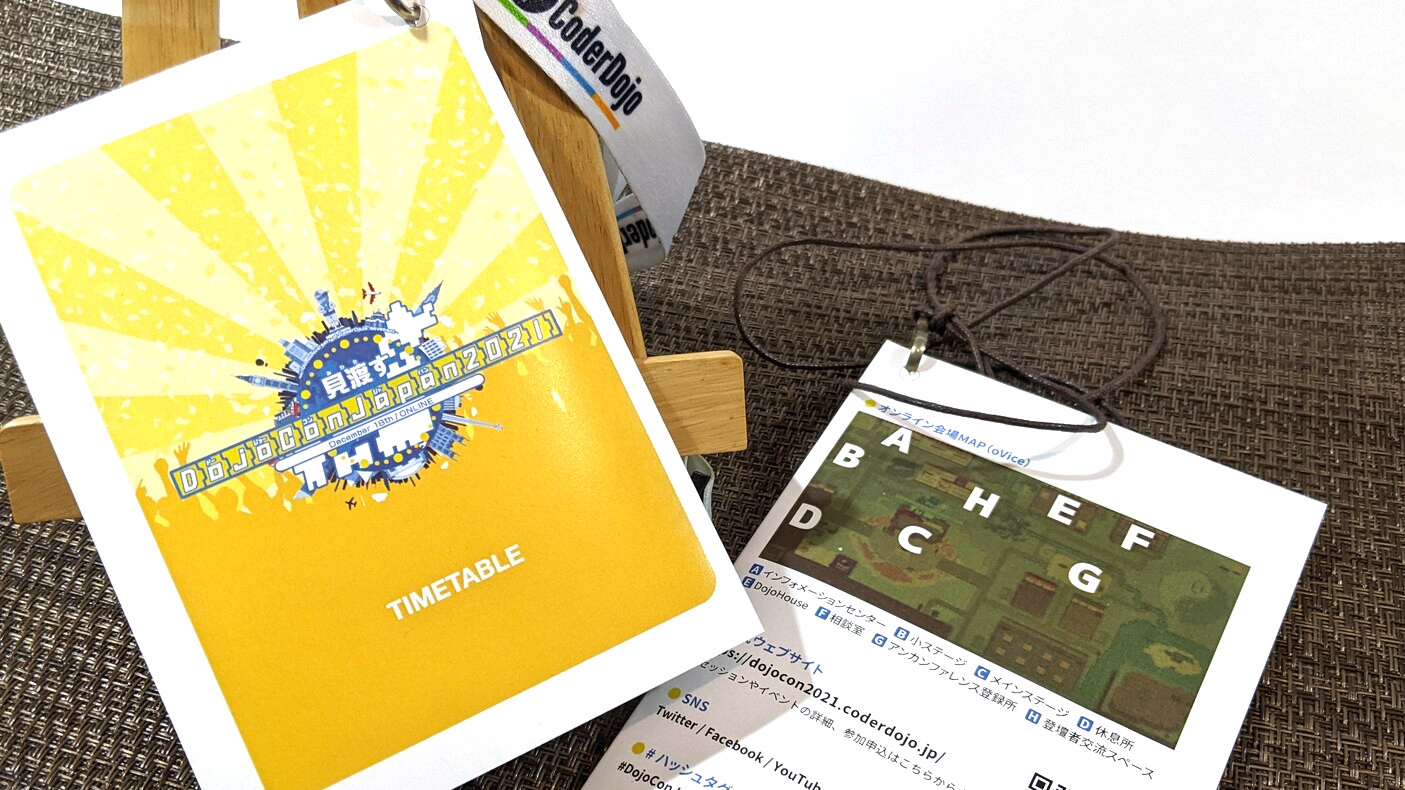 CoderDojo
見渡す
DojoConJapan2021
December 18th / ONLINE
TIMETABLE
オンライン会場MAP(oVice)
A
B
H
E
F
D
C
G
A インフォメーションセンター B 小ステージ C メインステージ D 休息所
E DojoHouse F 相談室 G アンカンファレンス登録所 H 登壇者交流スペース
ウェブサイト
://dojocon2021.coderdojo.jp/
セッションやイベントの詳細、参加申込はこちらから
SNS
Twitter / Facebook / YouTub
# ハッシュタグ
#DojoCon